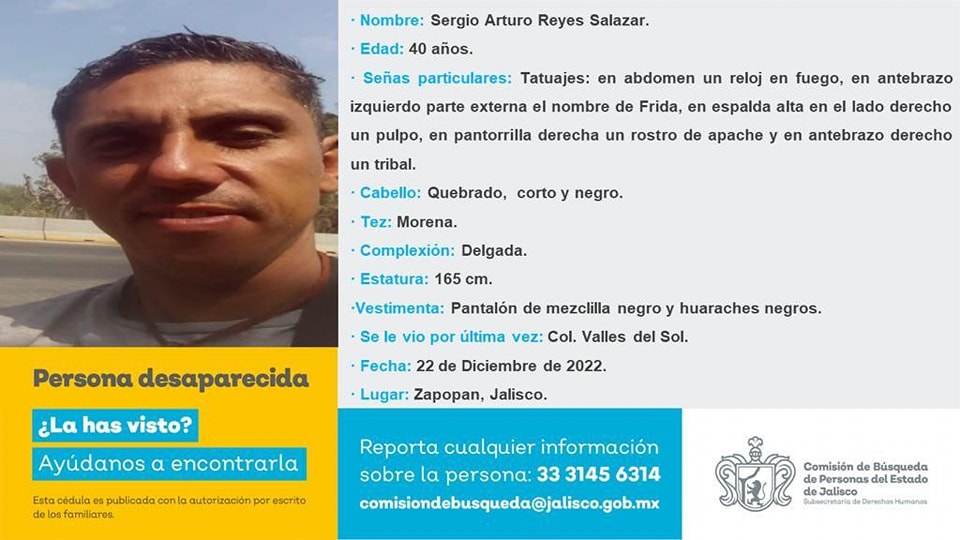 · Nombre: Sergio Arturo Reyes Salazar.
· Edad: 40 años.
· Señas particulares: Tatuajes: en abdomen un reloj en fuego, en antebrazo
izquierdo parte externa el nombre de Frida, en espalda alta en el lado derecho
un pulpo, en pantorrilla derecha un rostro de apache y en antebrazo derecho
un tribal.
· Cabello: Quebrado, corto y negro.
· Tez: Morena.
· Complexión: Delgada.
· Estatura: 165 cm.
·Vestimenta: Pantalón de mezclilla negro y huaraches negros.
· Se le vio por última vez: Col. Valles del Sol.
· Fecha: 22 de Diciembre de 2022.
· Lugar: Zapopan, Jalisco.
Persona desaparecida
¿La has visto?
Ayúdanos a encontrarla
Esta cédula es publicada con la autorización por escrito
de los familiares.
Reporta cualquier información
sobre la persona: 33 3145 6314
comisiondebusqueda@jalisco.gob.mx
Comisión de Búsqueda
de Personas del Estado
de Jalisco
Subsecretaría de Derechos Humanos